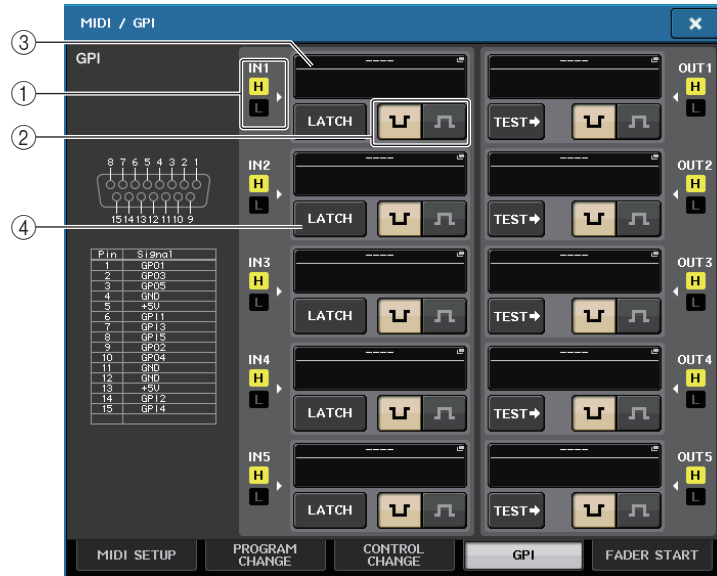 MIDI / GPI
×
GPI
③
①
②
④
8 7 6 5 4 3 2 1
15 14 13 12 11 10 9
Pin Signal
1 GPO1
2 GPO3
3 GPO5
4 GND
5 +5V
6 GPI1
7 GPI3
8 GPI5
9 GPO2
10 GPO4
11 GND
12 GND
13 +5V
14 GPI2
15 GPI4
IN1
H
L
----
LATCH
IN2
H
L
----
LATCH
IN3
H
L
----
LATCH
IN4
H
L
----
LATCH
IN5
H
L
----
LATCH
----
TEST→
OUT1
H
L
----
TEST→
OUT2
H
L
----
TEST→
OUT3
H
L
----
TEST→
OUT4
H
L
----
TEST→
OUT5
H
L
MIDI SETUP
PROGRAM
CHANGE
CONTROL
CHANGE
GPI
FADER START